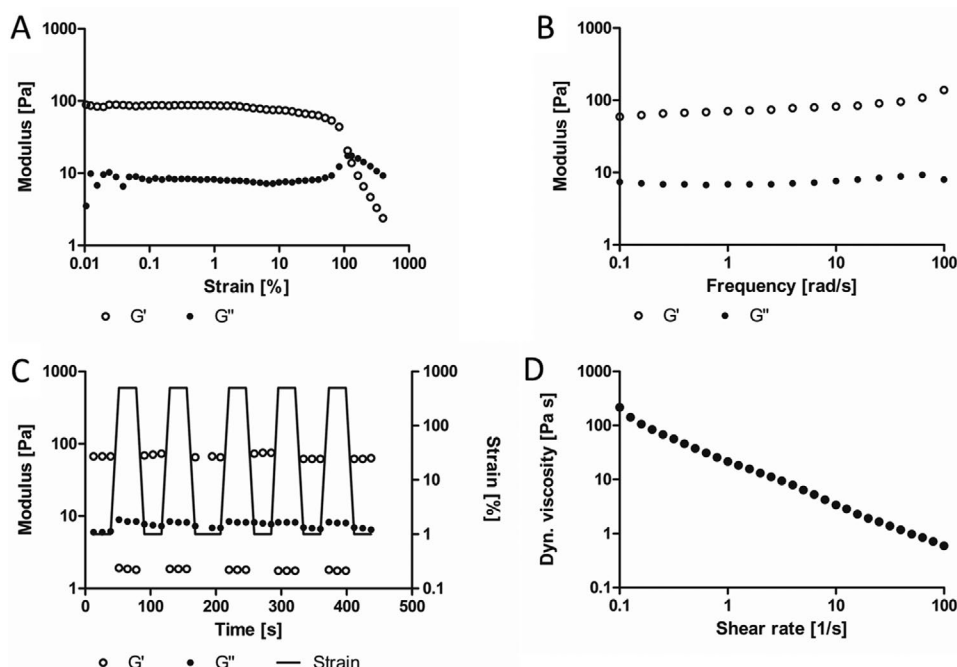 A
1000
100
10
1
Modulus [Pa]
0.01 0.1 1 10 100 1000
Strain [%]
G' G"
B
1000
100
10
1
Modulus [Pa]
0.1 1 10 100
Frequency [rad/s]
G' G"
C
1000
100
10
1
Modulus [Pa]
1000
100
10
1
0.1
Strain [%]
0 100 200 300 400 500
Time [s]
G' G" Strain
D
1000
100
10
1
0.1
Dyn. viscosity [Pa s]
0.1 1 10 100
Shear rate [1/s]